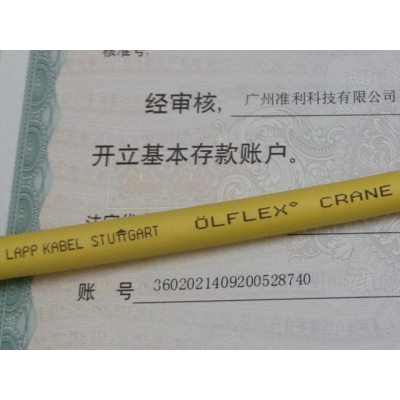 核准号:
经审核, 广州准利科技有限公司
开立基本存款账户。
LAPP KABEL STUTTGART ÖLFLEX® CRANE
账 号 3602021409200528740